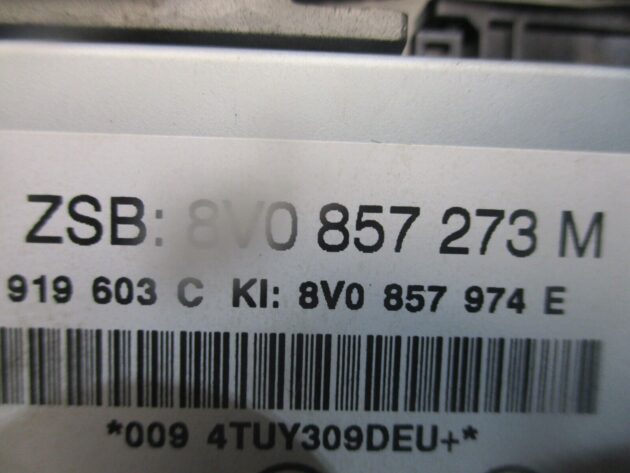 ZSB: 8V0 857 273 M
919 603 C KI: 8V0 857 974 E
*009 4TUY309DEU+*